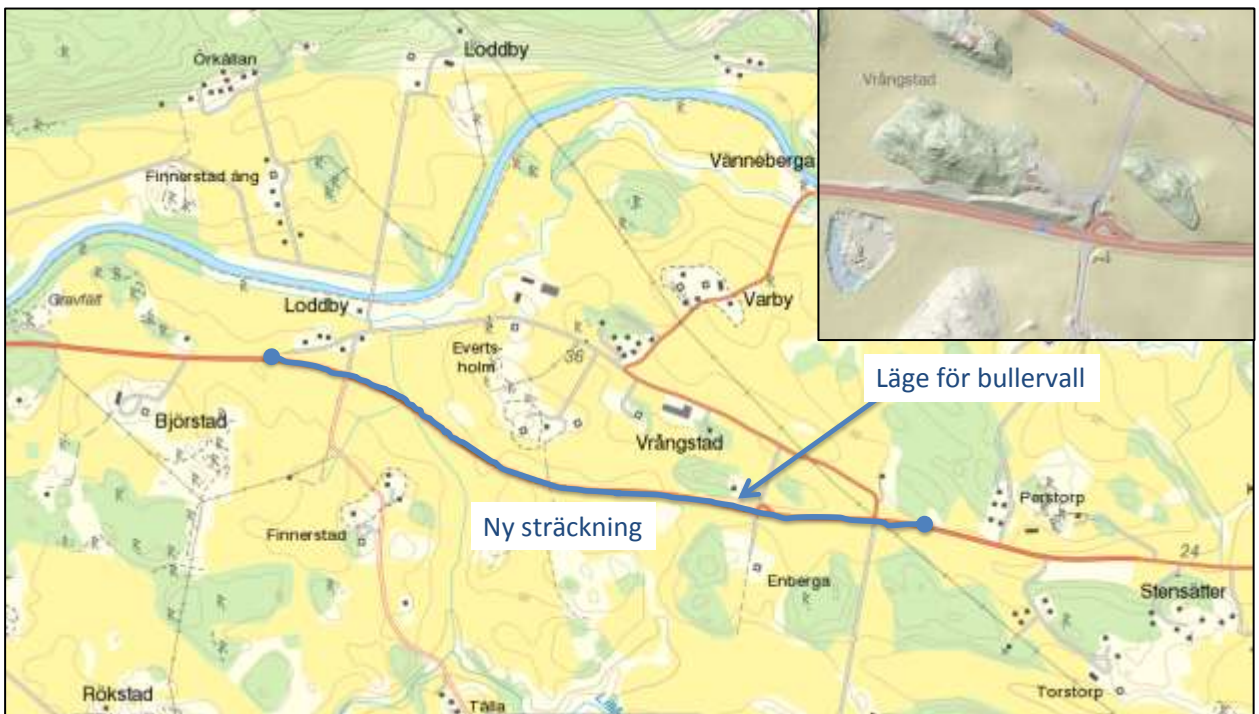 Loddby
Örkällan
Vrångstad
Vänneberga
Finnerstad äng
Gravfält
Loddby
Varby
Everts-
holm
36
Läge för bullervall
Björstad
Vrångstad
Perstorp
Ny sträckning
Finnerstad
24
Enberga
Stensätter
Rökstad
Tälla
Torstorp